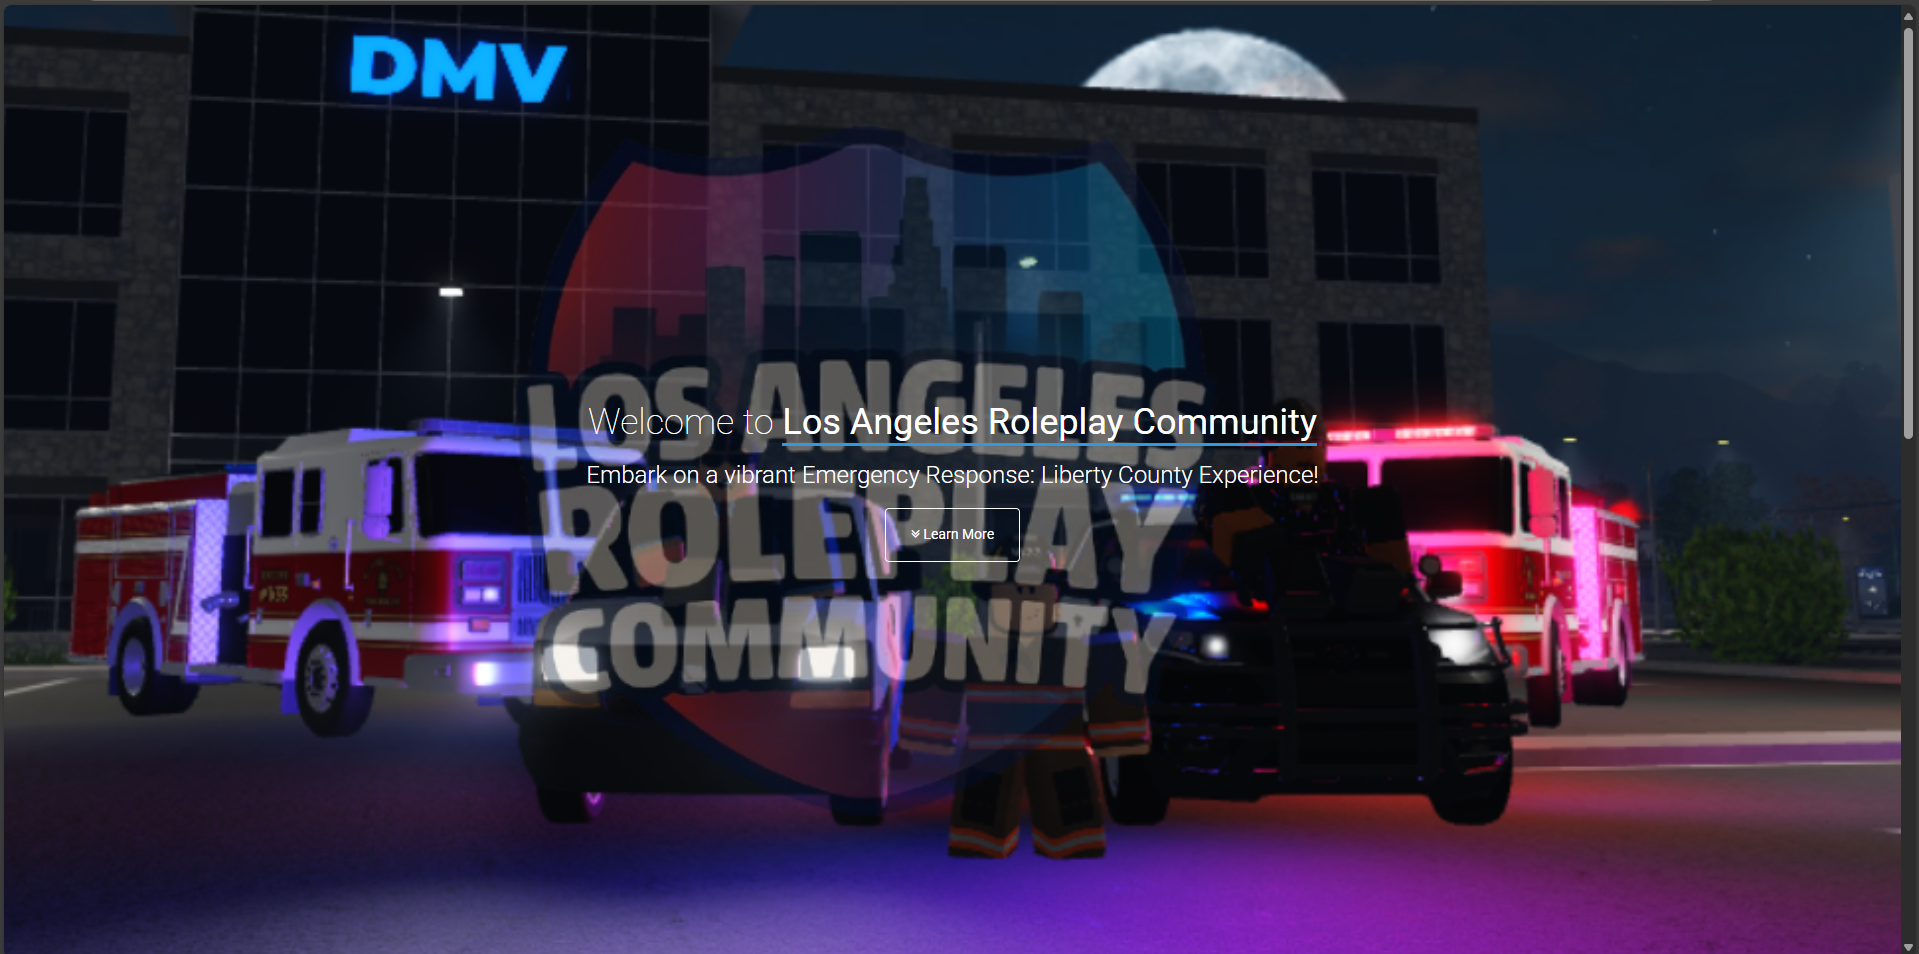 DMV
LOS ANGELES
ROLEPLAY
COMMUNITY
Welcome to Los Angeles Roleplay Community
Embark on a vibrant Emergency Response: Liberty County Experience!
Learn More